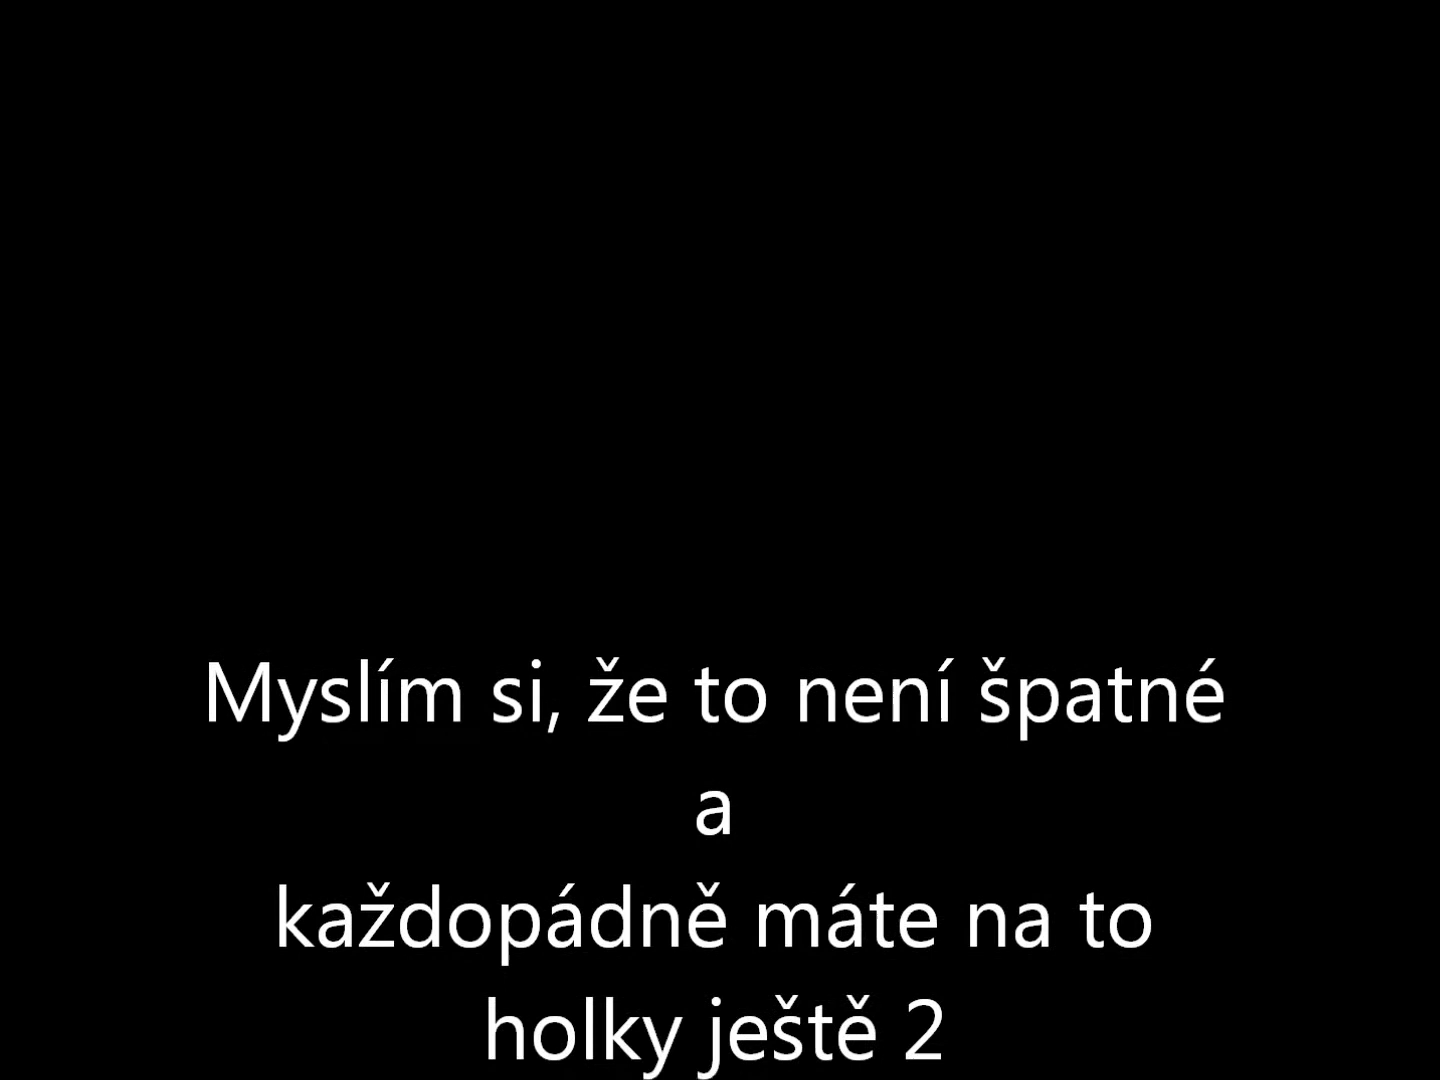 Myslím si, že to není špatné
a
každopádně máte na to
holky ještě 2